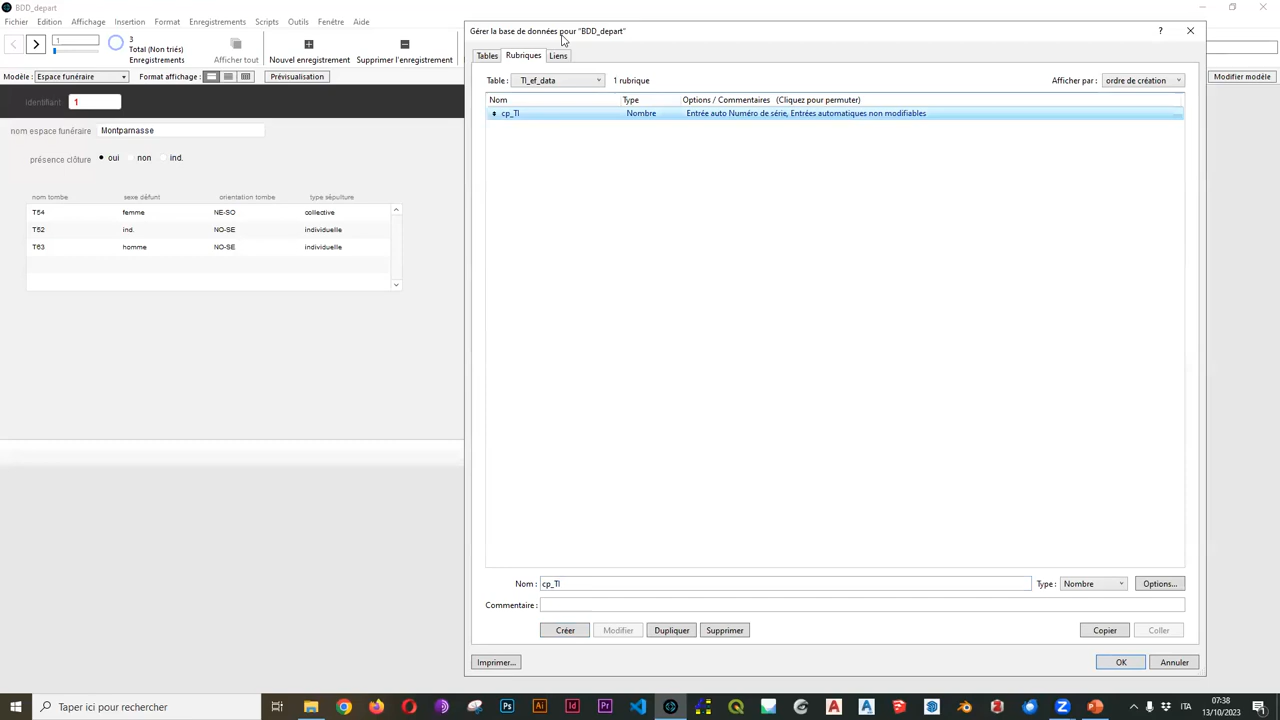 BDD_depart
Fichier Edition Affichage Insertion Format Enregistrements Scripts Outils Fenêtre Aide
1
3
Total (Non triés)
Enregistrements
Afficher tout
Nouvel enregistrement
Supprimer l'enregistrement
Modèle : Espace funéraire Format affichage : Prévisualisation
Modifier modèle
identifiant 1
nom espace funéraire Montparnasse
présence clôture oui non ind.
nom tombe sexe défunt orientation tombe type sépulture
T54 femme NE-SO collective
T52 ind. NO-SE individuelle
T63 homme NO-SE individuelle
Gérer la base de données pour "BDD_depart"
?
Tables Rubriques Liens
Table : TI_ef_data 1 rubrique Afficher par : ordre de création
Nom Type Options / Commentaires (Cliquez pour permuter)
cp_TI Nombre Entrée auto Numéro de série, Entrées automatiques non modifiables
Nom : cp_TI Type : Nombre Options...
Commentaire :
Créer Modifier Dupliquer Supprimer Copier Coller
Imprimer... OK Annuler
Taper ici pour rechercher
Ps Ai Id Pr
ITA
07:38
13/10/2023